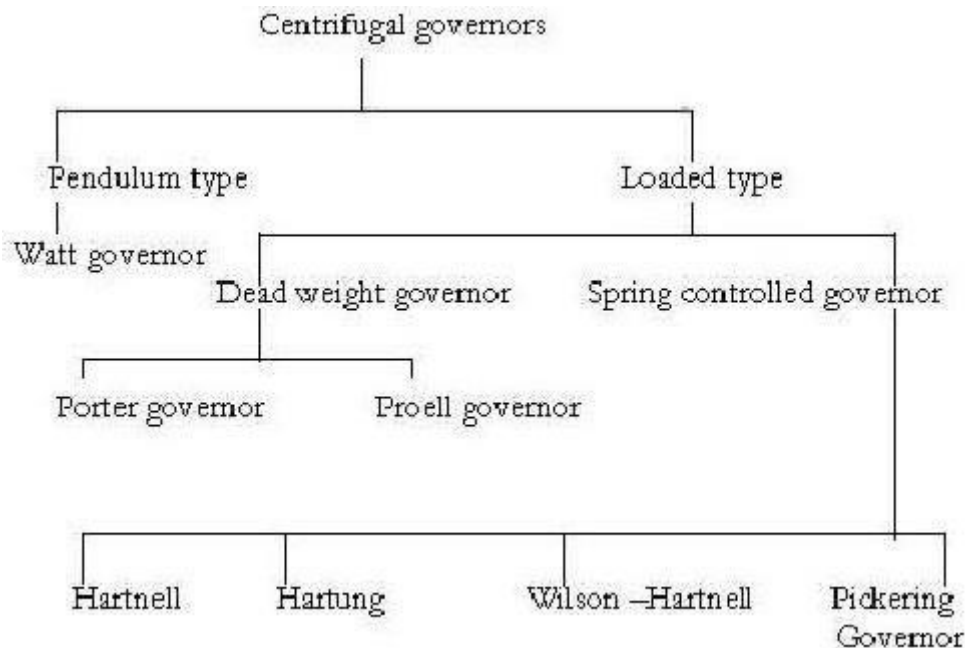 Centrifugal governors
Pendulum type
Loaded type
Watt governor
Dead weight governor
Spring controlled governor
Porter governor
Proell governor
Hartnell
Hartung
Wilson –Hartnell
Pickering
Governor